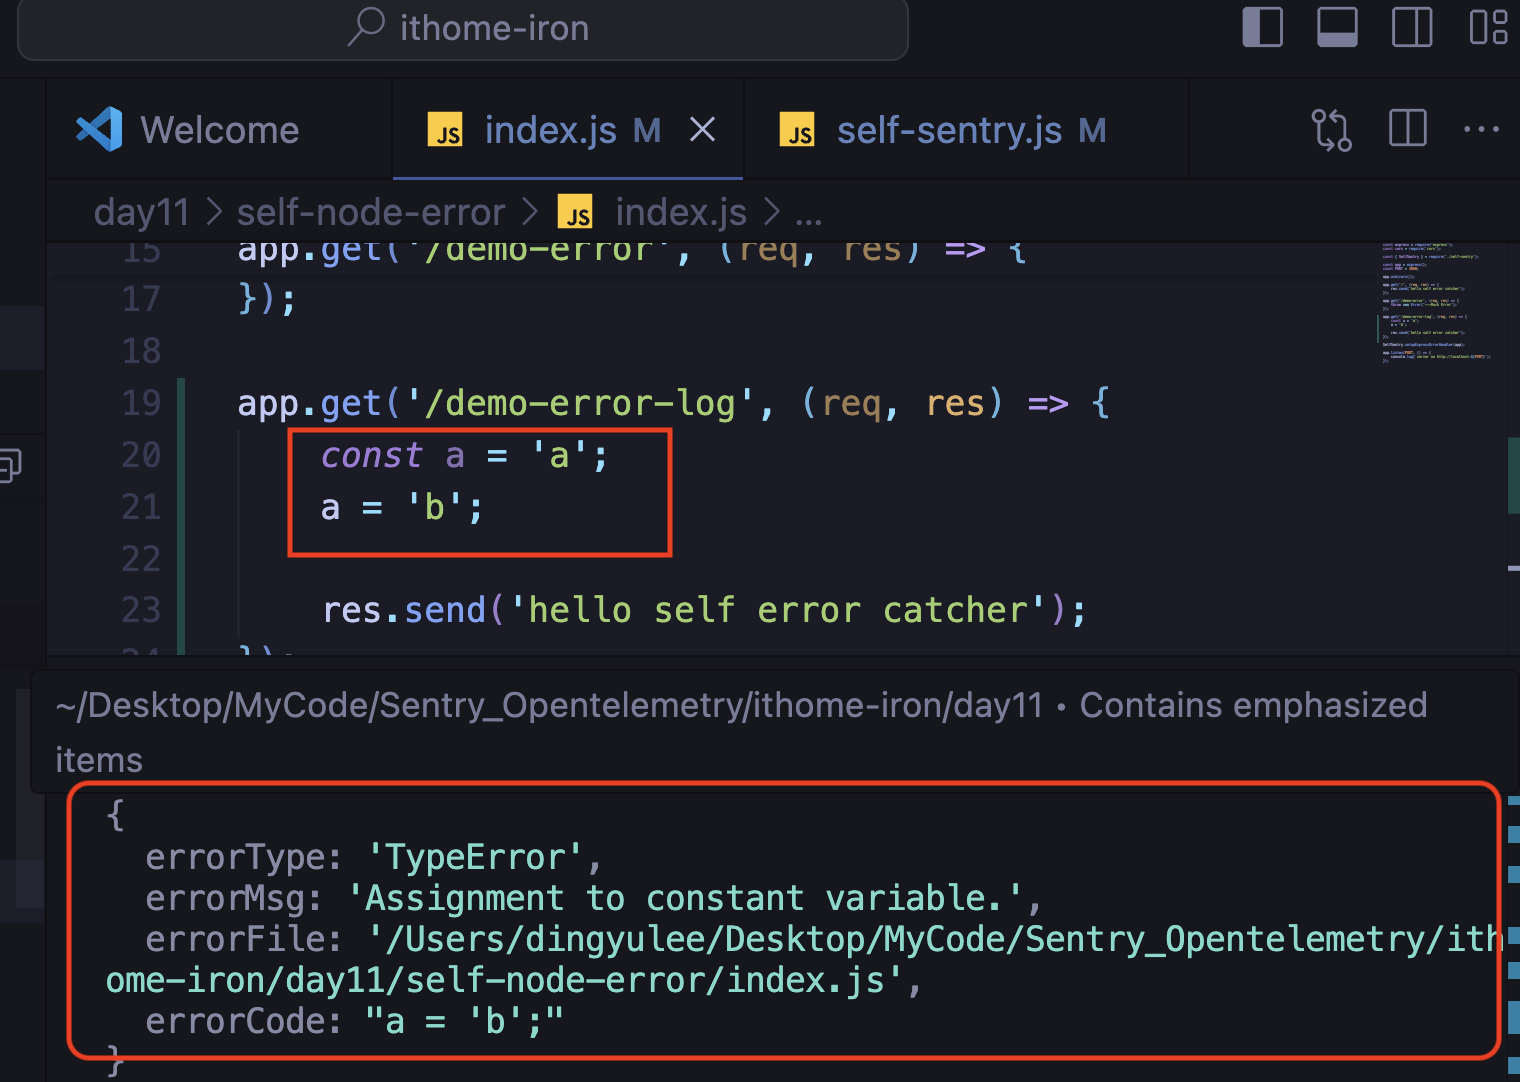 ithome-iron
Welcome
JS index.js M
JS self-sentry.js M
day11 > self-node-error > JS index.js > ...
15 app.get('/demo-error', (req, res) => {
17 });
18
19 app.get('/demo-error-log', (req, res) => {
20 const a = 'a';
21 a = 'b';
22
23 res.send('hello self error catcher');
24 });
~/Desktop/MyCode/Sentry_Opentelemetry/ithome-iron/day11 • Contains emphasized
items
{
errorType: 'TypeError',
errorMsg: 'Assignment to constant variable.',
errorFile: '/Users/dingyulee/Desktop/MyCode/Sentry_Opentelemetry/ith
ome-iron/day11/self-node-error/index.js',
errorCode: "a = 'b';"
}